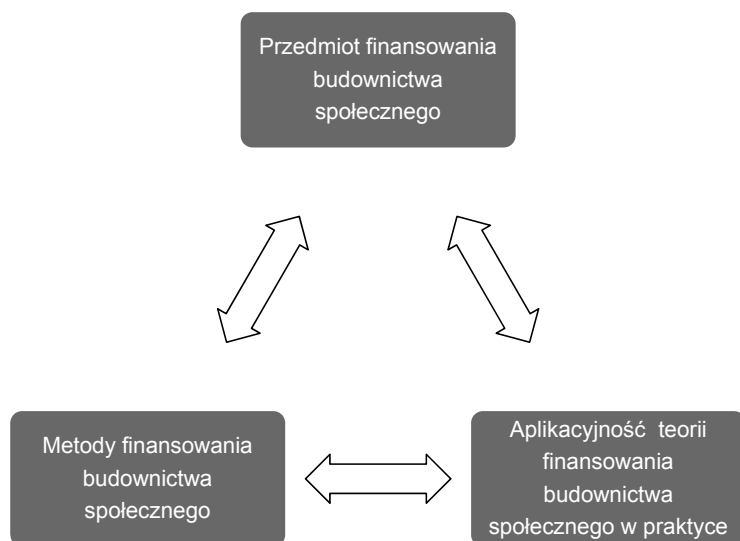 Przedmiot finansowania
budownictwa
społecznego
Metody finansowania
budownictwa
społecznego
Aplikacyjność teorii
finansowania
budownictwa
społecznego w praktyce